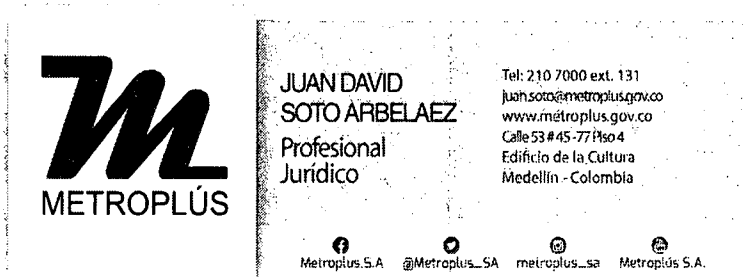 METROPLÚS
JUAN DAVID
SOTO ARBELAEZ
Profesional
Jurídico
Tel: 210 7000 ext. 131
juan.soto@metroplus.gov.co
www.metroplus.gov.co
Calle 53 # 45 -77 Piso 4
Edificio de la Cultura
Medellín - Colombia
Metroplus.S.A @Metroplus_SA metroplus_sa Metroplús S.A.